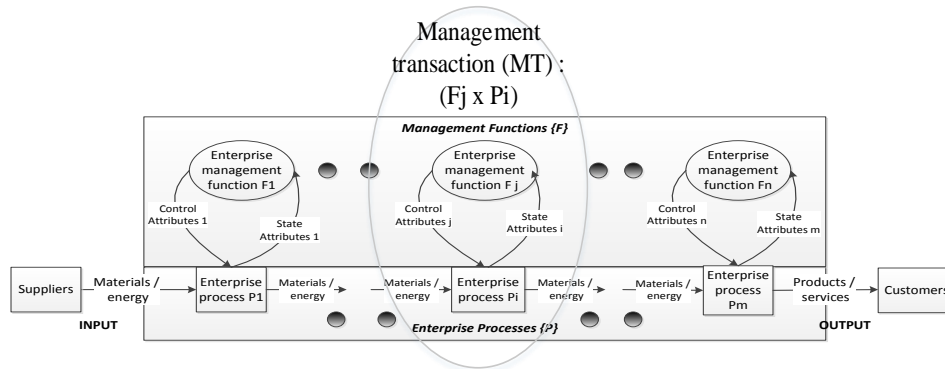 Management
transaction (MT) :
(Fj x Pi)
Management Functions {F}
Enterprise
management
function F1
Enterprise
management
function F j
Enterprise
management
function Fn
Control
Attributes 1
State
Attributes 1
Control
Attributes j
State
Attributes i
Control
Attributes n
State
Attributes m
Suppliers
Materials /
energy
Enterprise
process P1
Materials /
energy
Materials /
energy
Enterprise
process Pi
Materials /
energy
Materials /
energy
Enterprise
process
Pm
Products /
services
Customers
INPUT
Enterprise Processes {P}
OUTPUT